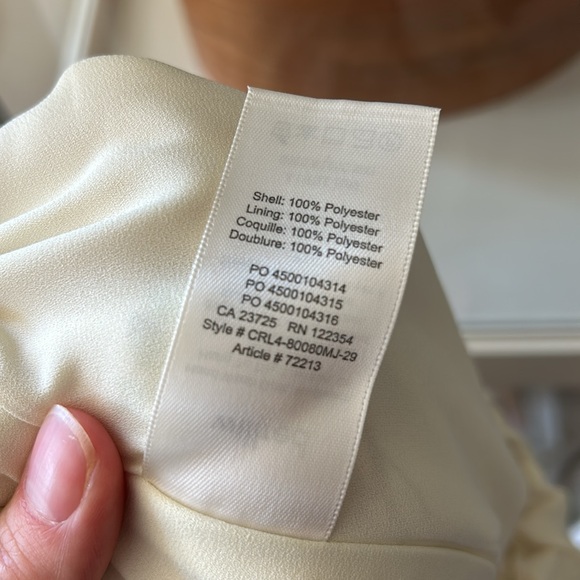 Shell: 100% Polyester
Lining: 100% Polyester
Coquille: 100% Polyester
Doublure: 100% Polyester
PO 4500104314
PO 4500104315
PO 4500104316
CA 23725 RN 122354
Style # CRL4-80080MJ-29
Article # 72213